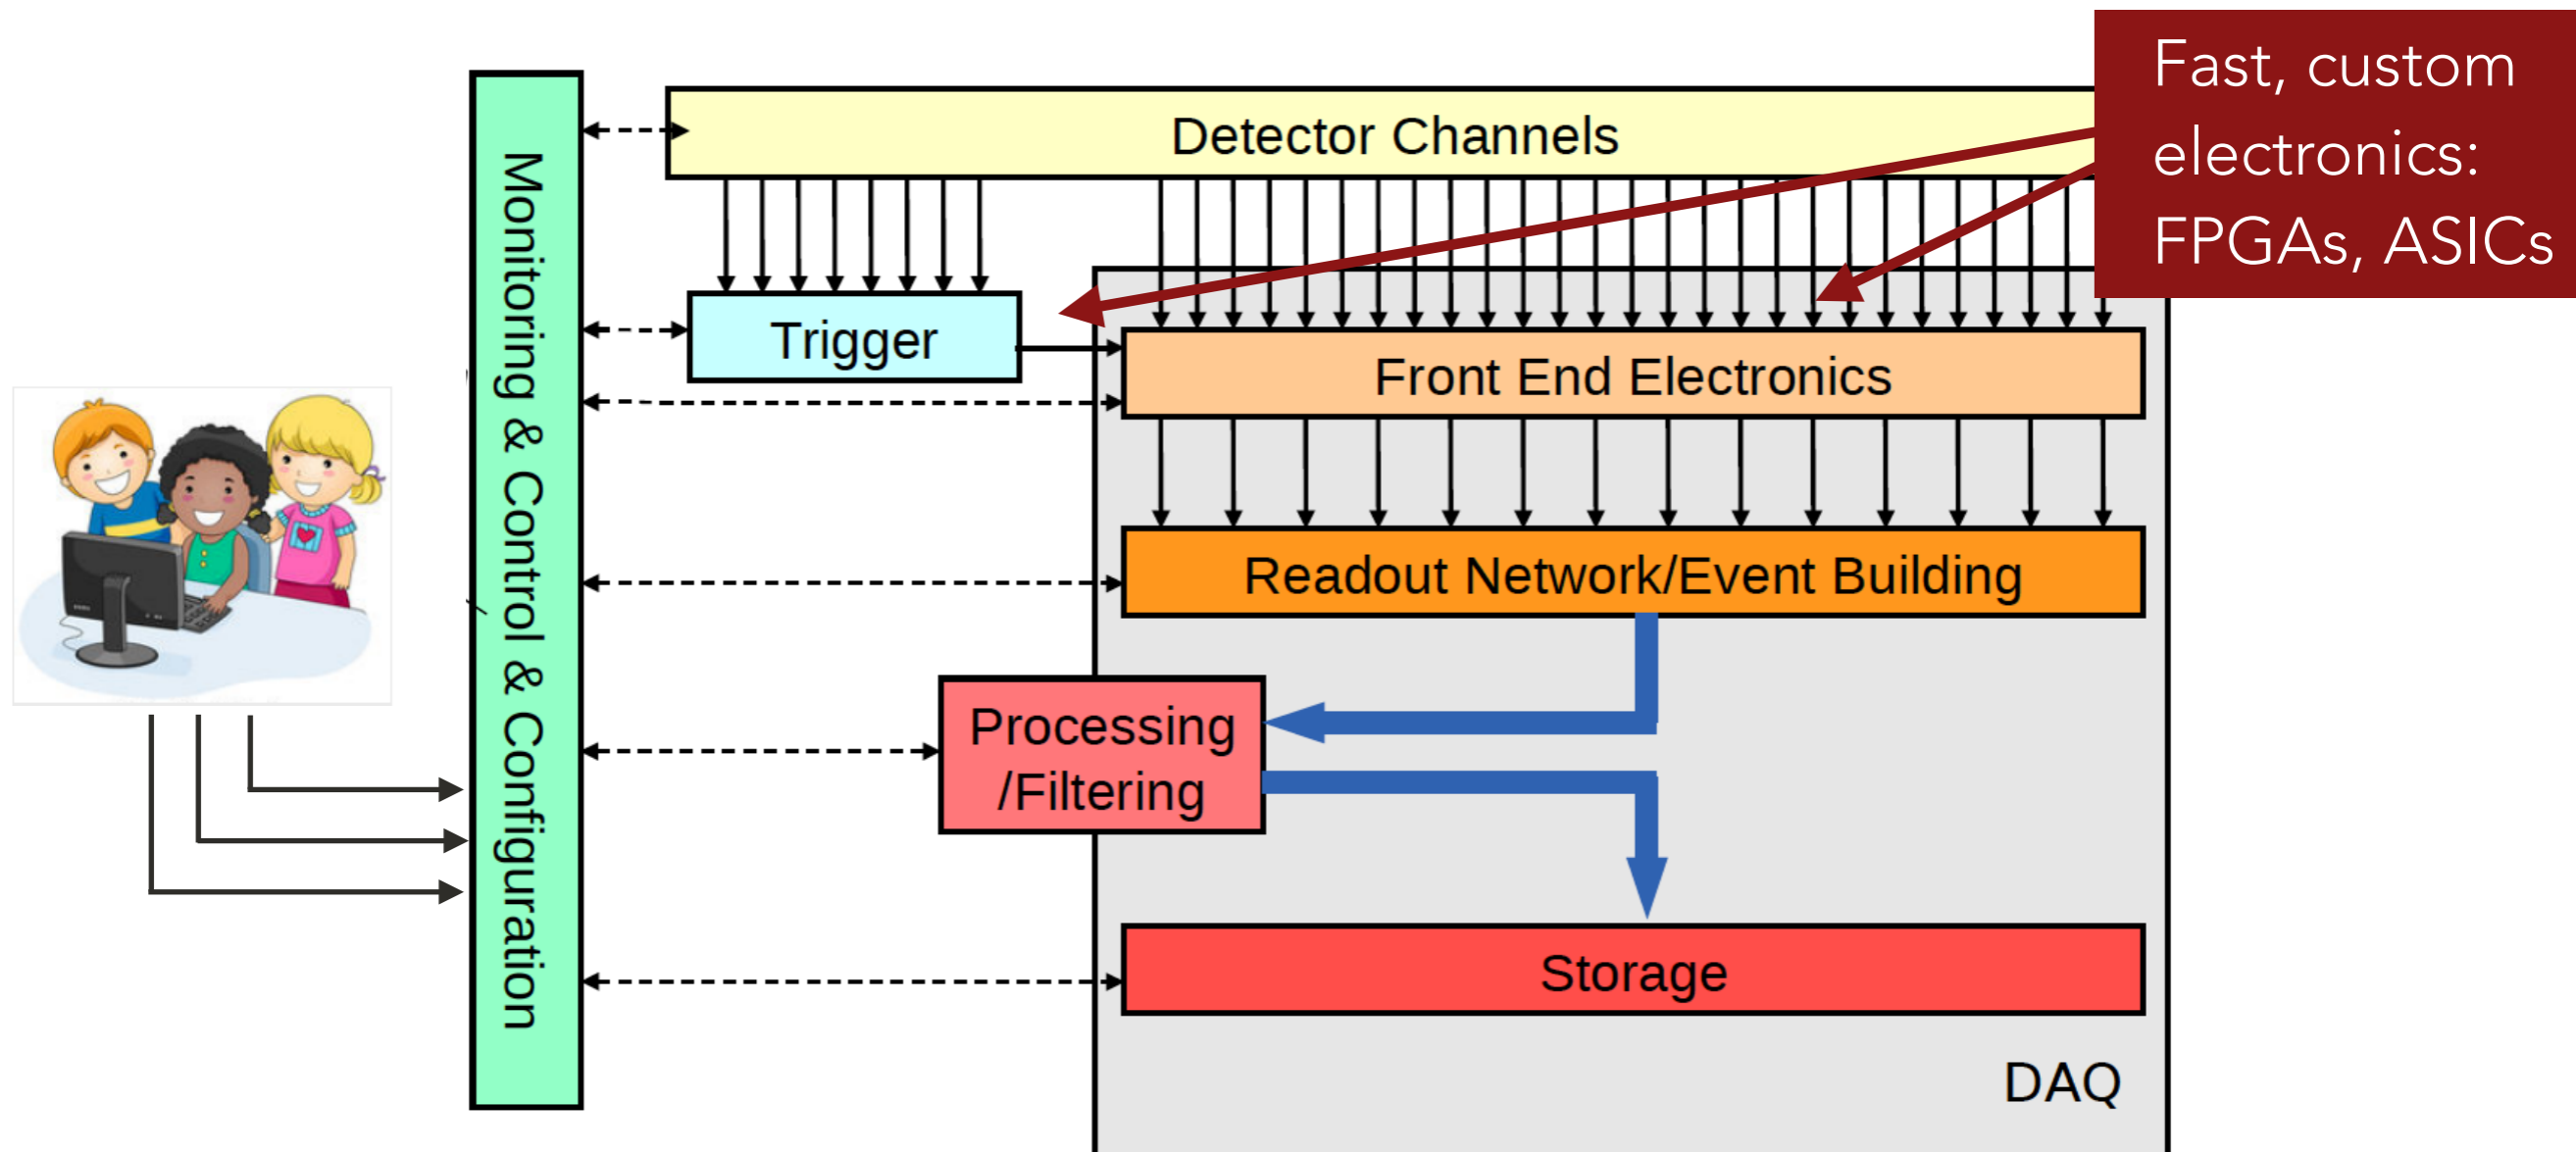 Fast, custom
electronics:
FPGAs, ASICs
Detector Channels
Monitoring & Control & Configuration
Trigger
Front End Electronics
Readout Network/Event Building
Processing
/Filtering
Storage
DAQ